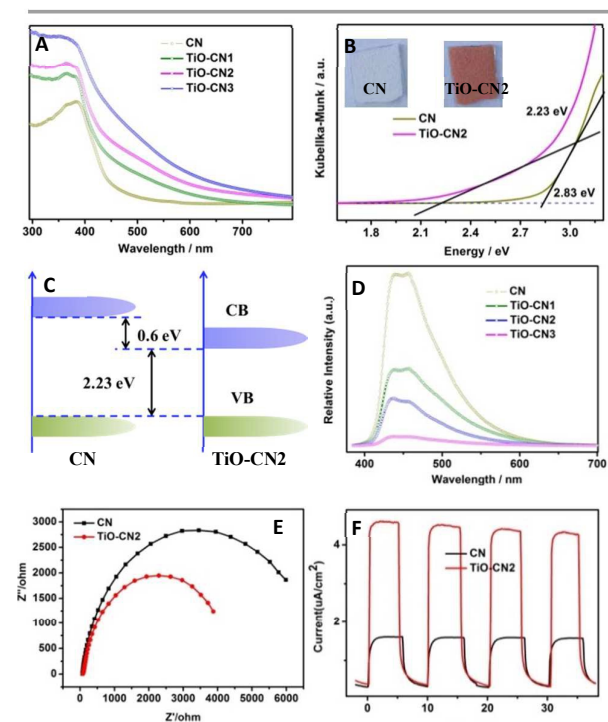 A
CN
TiO-CN1
TiO-CN2
TiO-CN3
300 400 500 600 700
Wavelength / nm
B
CN
TiO-CN2
CN
TiO-CN2
2.23 eV
2.83 eV
Kubellka-Munk / a.u.
1.8 2.1 2.4 2.7 3.0
Energy / eV
C
CB
0.6 eV
2.23 eV
VB
CN
TiO-CN2
D
CN
TiO-CN1
TiO-CN2
TiO-CN3
Relative Intensity (a.u.)
400 500 600 700
Wavelength / nm
E
CN
TiO-CN2
Z''/ohm
3000
2500
2000
1500
1000
500
0
0 1000 2000 3000 4000 5000 6000
Z'/ohm
F
CN
TiO-CN2
Current(uA/cm2)
4
2
0 10 20 30